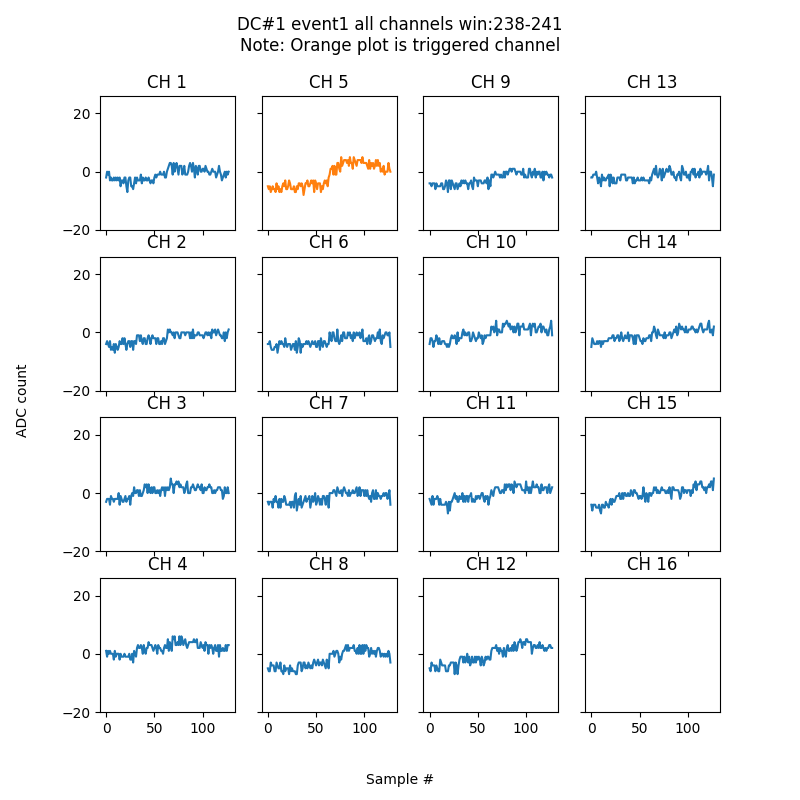 DC#1 event1 all channels win:238-241
Note: Orange plot is triggered channel
CH 1 CH 5 CH 9 CH 13
20
0
−20
CH 2 CH 6 CH 10 CH 14
20
0
−20
ADC count
CH 3 CH 7 CH 11 CH 15
20
0
−20
CH 4 CH 8 CH 12 CH 16
20
0
−20
0 50 100 0 50 100 0 50 100 0 50 100
Sample #